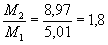 M₂/M₁ = 8,97/5,01 = 1,8